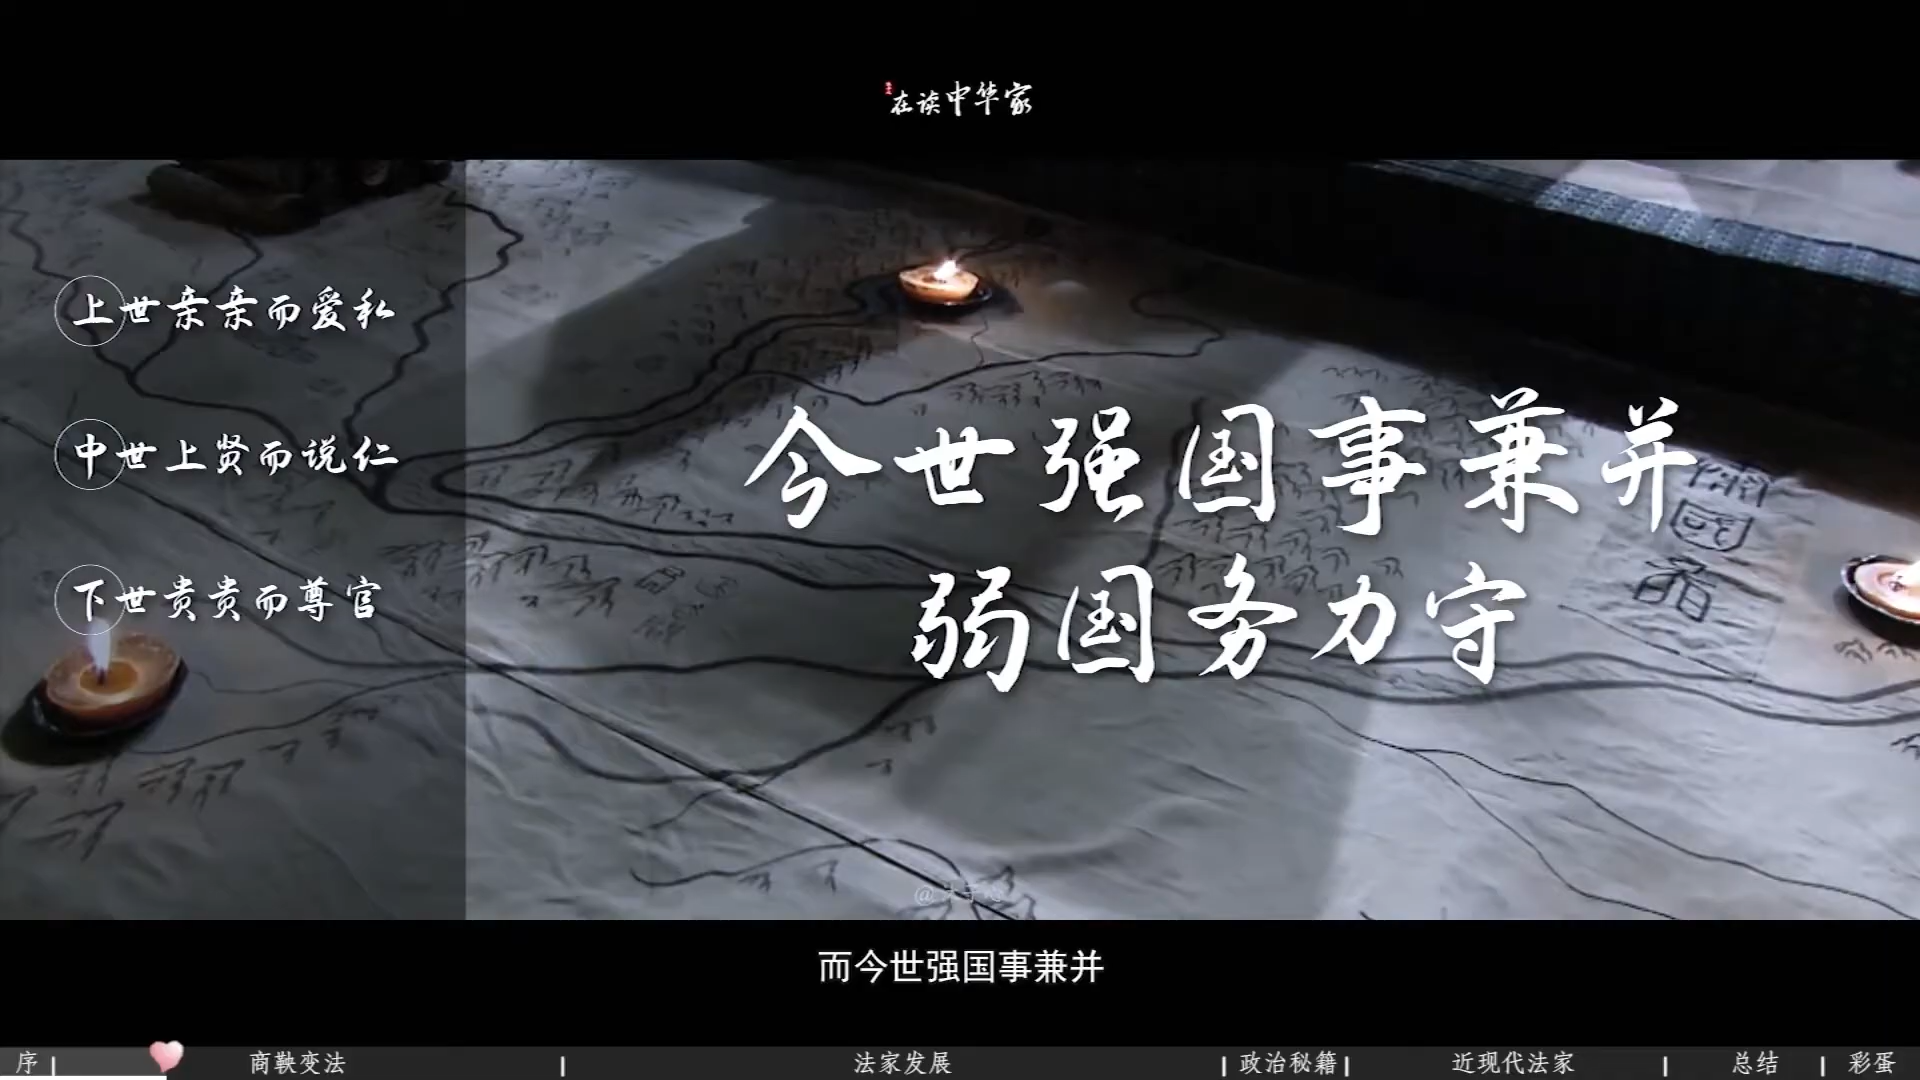 在读中华家
上世亲亲而爱私
中世上贤而说仁
下世贵贵而尊官
今世强国事兼并
弱国务力守
而今世强国事兼并
序 商鞅变法 法家发展 政治秘籍 近现代法家 总结 彩蛋